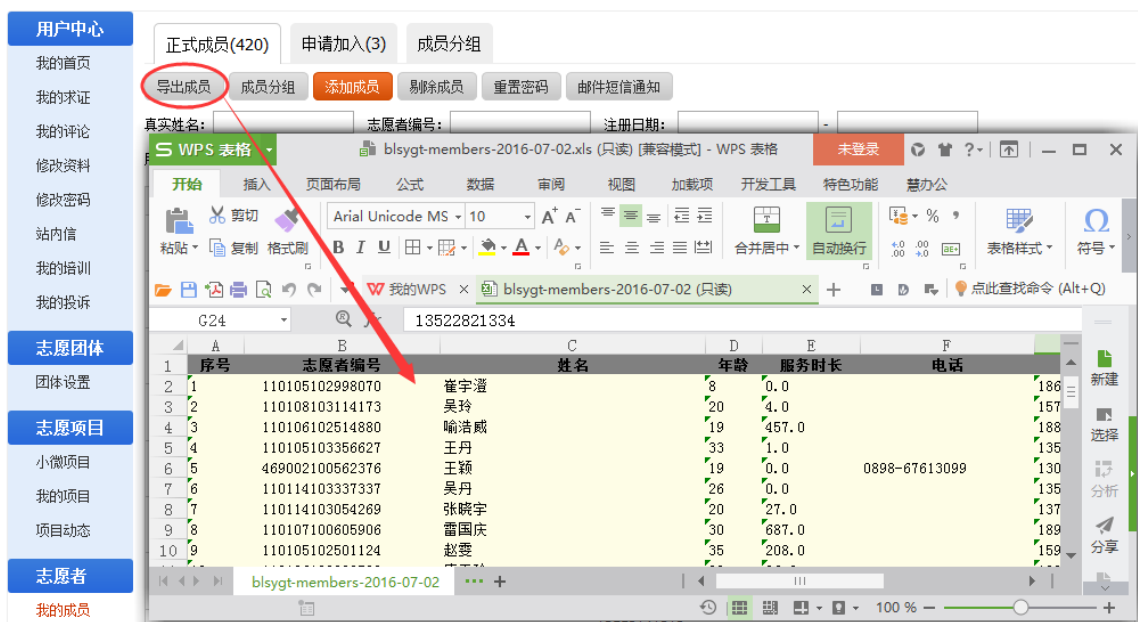 用户中心
我的首页
我的求证
我的评论
修改资料
修改密码
站内信
我的培训
我的投诉
志愿团体
团体设置
志愿项目
小微项目
我的项目
项目动态
志愿者
我的成员
正式成员(420) 申请加入(3) 成员分组
导出成员 成员分组 添加成员 剔除成员 重置密码 邮件短信通知
真实姓名: 志愿者编号: 注册日期: -
WPS 表格 blsygt-members-2016-07-02.xls (只读) [兼容模式] - WPS 表格 未登录
开始 插入 页面布局 公式 数据 审阅 视图 加载项 开发工具 特色功能 慧办公
剪切 Arial Unicode MS 10
粘贴 复制 格式刷 B I U 合并居中 自动换行 表格样式 符号
我的WPS × blsygt-members-2016-07-02 (只读) × + 点此查找命令 (Alt+Q)
G24 fx 13522821334
A B C D E F
1 序号 志愿者编号 姓名 年龄 服务时长 电话
2 1 110105102998070 崔宇澄 8 0.0 186
3 2 110108103114173 吴玲 20 4.0 157
4 3 110106102514880 喻浩威 19 457.0 188
5 4 110105103356627 王丹 33 1.0 135
6 5 469002100562376 王颖 19 0.0 0898-67613099 130
7 6 110114103337337 吴丹 26 0.0 135
8 7 110114103054269 张晓宇 20 27.0 137
9 8 110107100605906 雷国庆 30 687.0 189
10 9 110105102501124 赵雯 35 208.0 159
新建
选择
分析
分享
blsygt-members-2016-07-02 ··· +
100 %